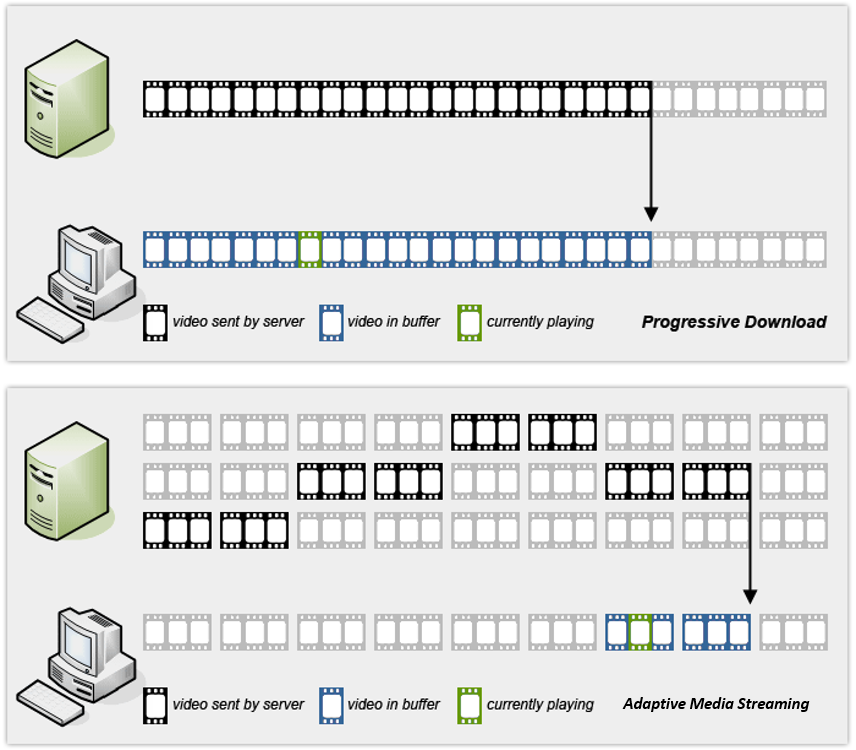 video sent by server video in buffer currently playing Progressive Download
video sent by server video in buffer currently playing Adaptive Media Streaming